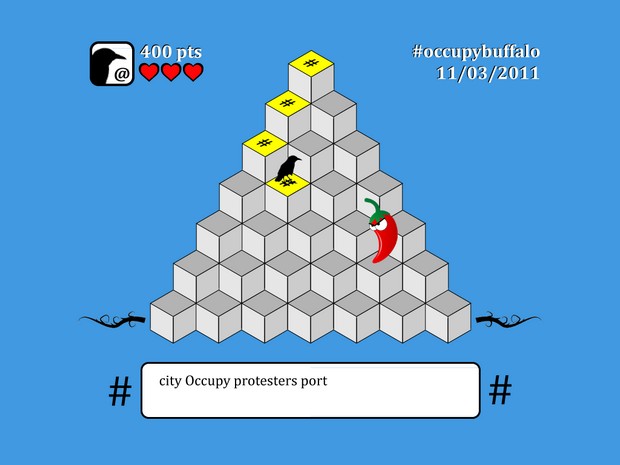 400 pts
@
#occupybuffalo
11/03/2011
#
#
#
#
# city Occupy protesters port #